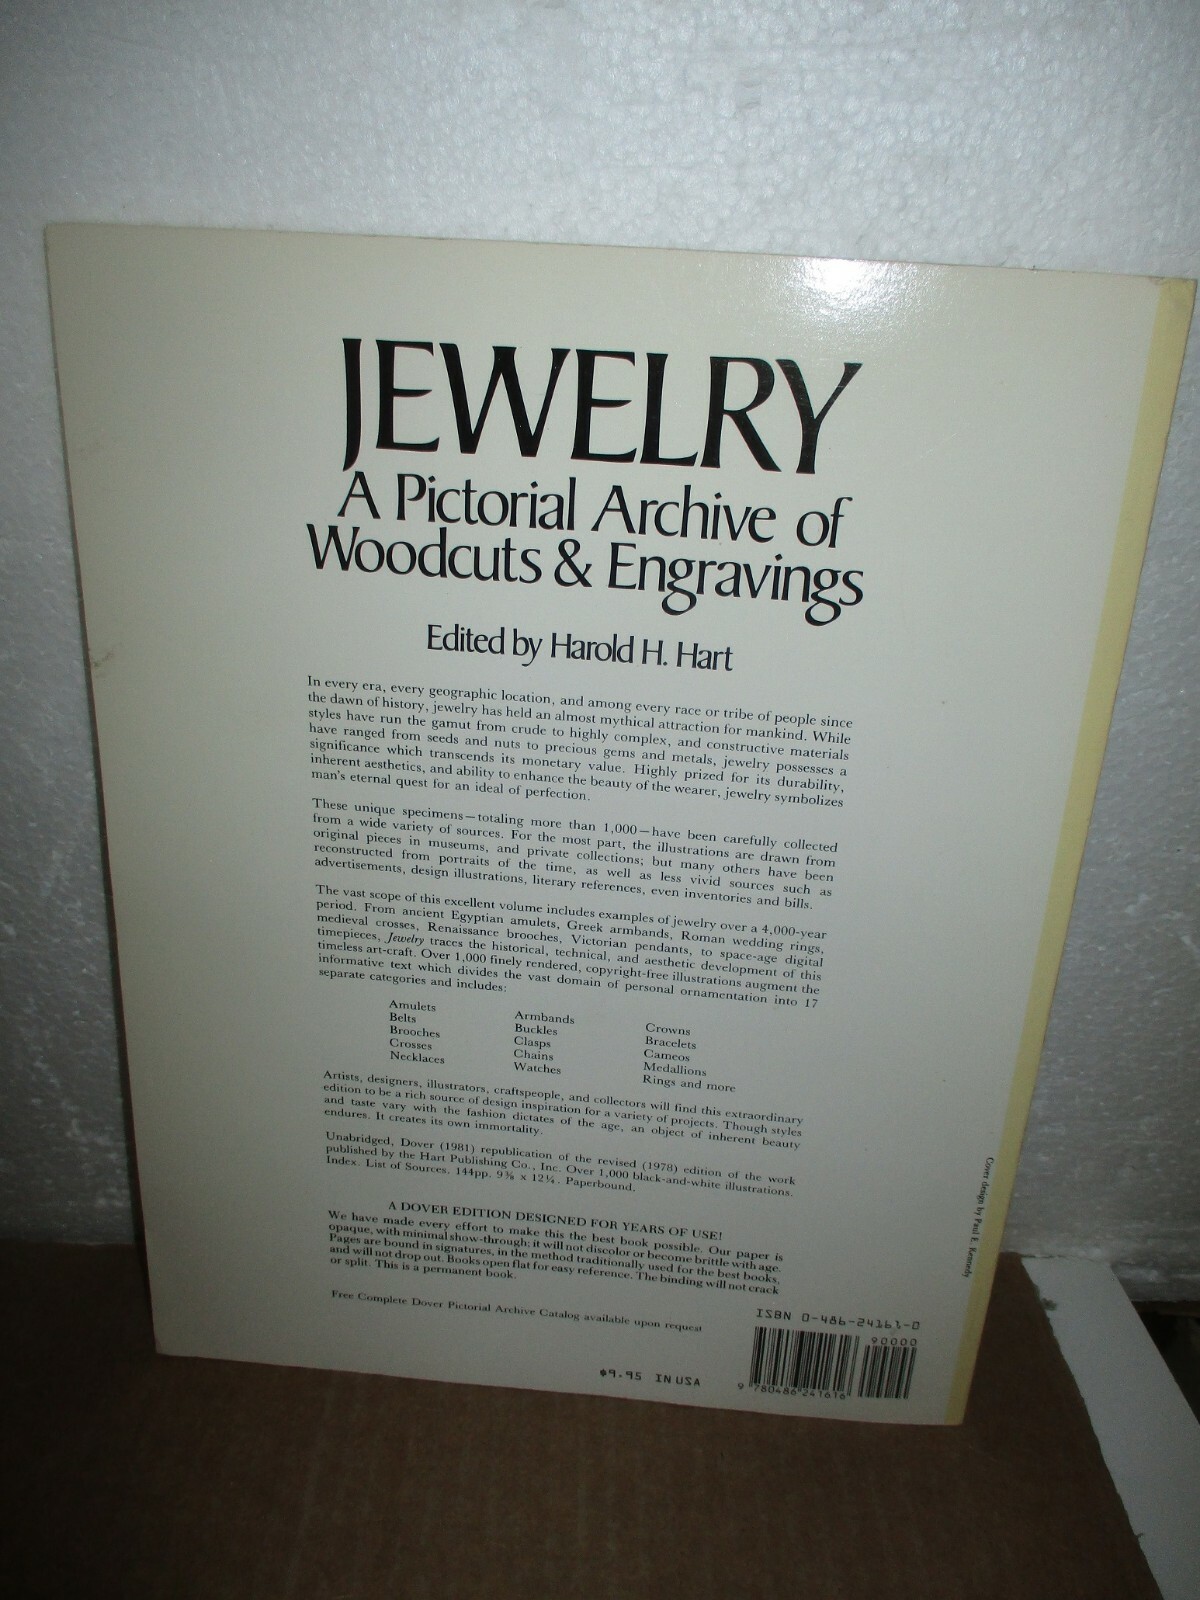 JEWELRY
A Pictorial Archive of
Woodcuts & Engravings
Edited by Harold H. Hart
In every era, every geographic location, and among every race or tribe of people since
the dawn of history, jewelry has held an almost mythical attraction for mankind. While
styles have run the gamut from crude to highly complex, and constructive materials
have ranged from seeds and nuts to precious gems and metals, jewelry possesses a
significance which transcends its monetary value. Highly prized for its durability,
inherent aesthetics, and ability to enhance the beauty of the wearer, jewelry symbolizes
man's eternal quest for an ideal of perfection.
These unique specimens—totaling more than 1,000—have been carefully collected
from a wide variety of sources. For the most part, the illustrations are drawn from
original pieces in museums, and private collections; but many others have been
reconstructed from portraits of the time, as well as less vivid sources such as
advertisements, design illustrations, literary references, even inventories and bills.
The vast scope of this excellent volume includes examples of jewelry over a 4,000-year
period. From ancient Egyptian amulets, Greek armbands, Roman wedding rings,
medieval crosses, Renaissance brooches, Victorian pendants, to space-age digital
timepieces, Jewelry traces the historical, technical, and aesthetic development of this
timeless art-craft. Over 1,000 finely rendered, copyright-free illustrations augment the
informative text which divides the vast domain of personal ornamentation into 17
separate categories and includes:
Amulets Armbands Crowns
Belts Buckles Bracelets
Brooches Clasps Cameos
Crosses Chains Medallions
Necklaces Watches Rings and more
Artists, designers, illustrators, craftspeople, and collectors will find this extraordinary
edition to be a rich source of design inspiration for a variety of projects. Though styles
and taste vary with the fashion dictates of the age, an object of inherent beauty
endures. It creates its own immortality.
Unabridged, Dover (1981) republication of the revised (1978) edition of the work
published by the Hart Publishing Co., Inc. Over 1,000 black-and-white illustrations.
Index. List of Sources. 144pp. 9⅜ x 12¼. Paperbound.
A DOVER EDITION DESIGNED FOR YEARS OF USE!
We have made every effort to make this the best book possible. Our paper is
opaque, with minimal show-through; it will not discolor or become brittle with age.
Pages are bound in signatures, in the method traditionally used for the best books,
and will not drop out. Books open flat for easy reference. The binding will not crack
or split. This is a permanent book.
Free Complete Dover Pictorial Archive Catalog available upon request
Cover design by Paul E. Kennedy
ISBN 0-486-24161-0
90000
9 780486 241616
$9.95 IN USA